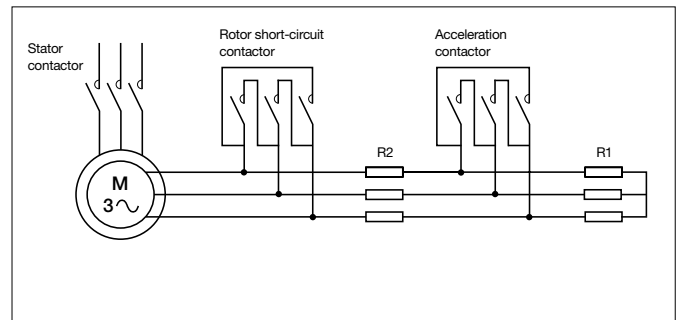 Stator
contactor
Rotor short-circuit
contactor
Acceleration
contactor
R2
R1
M
3